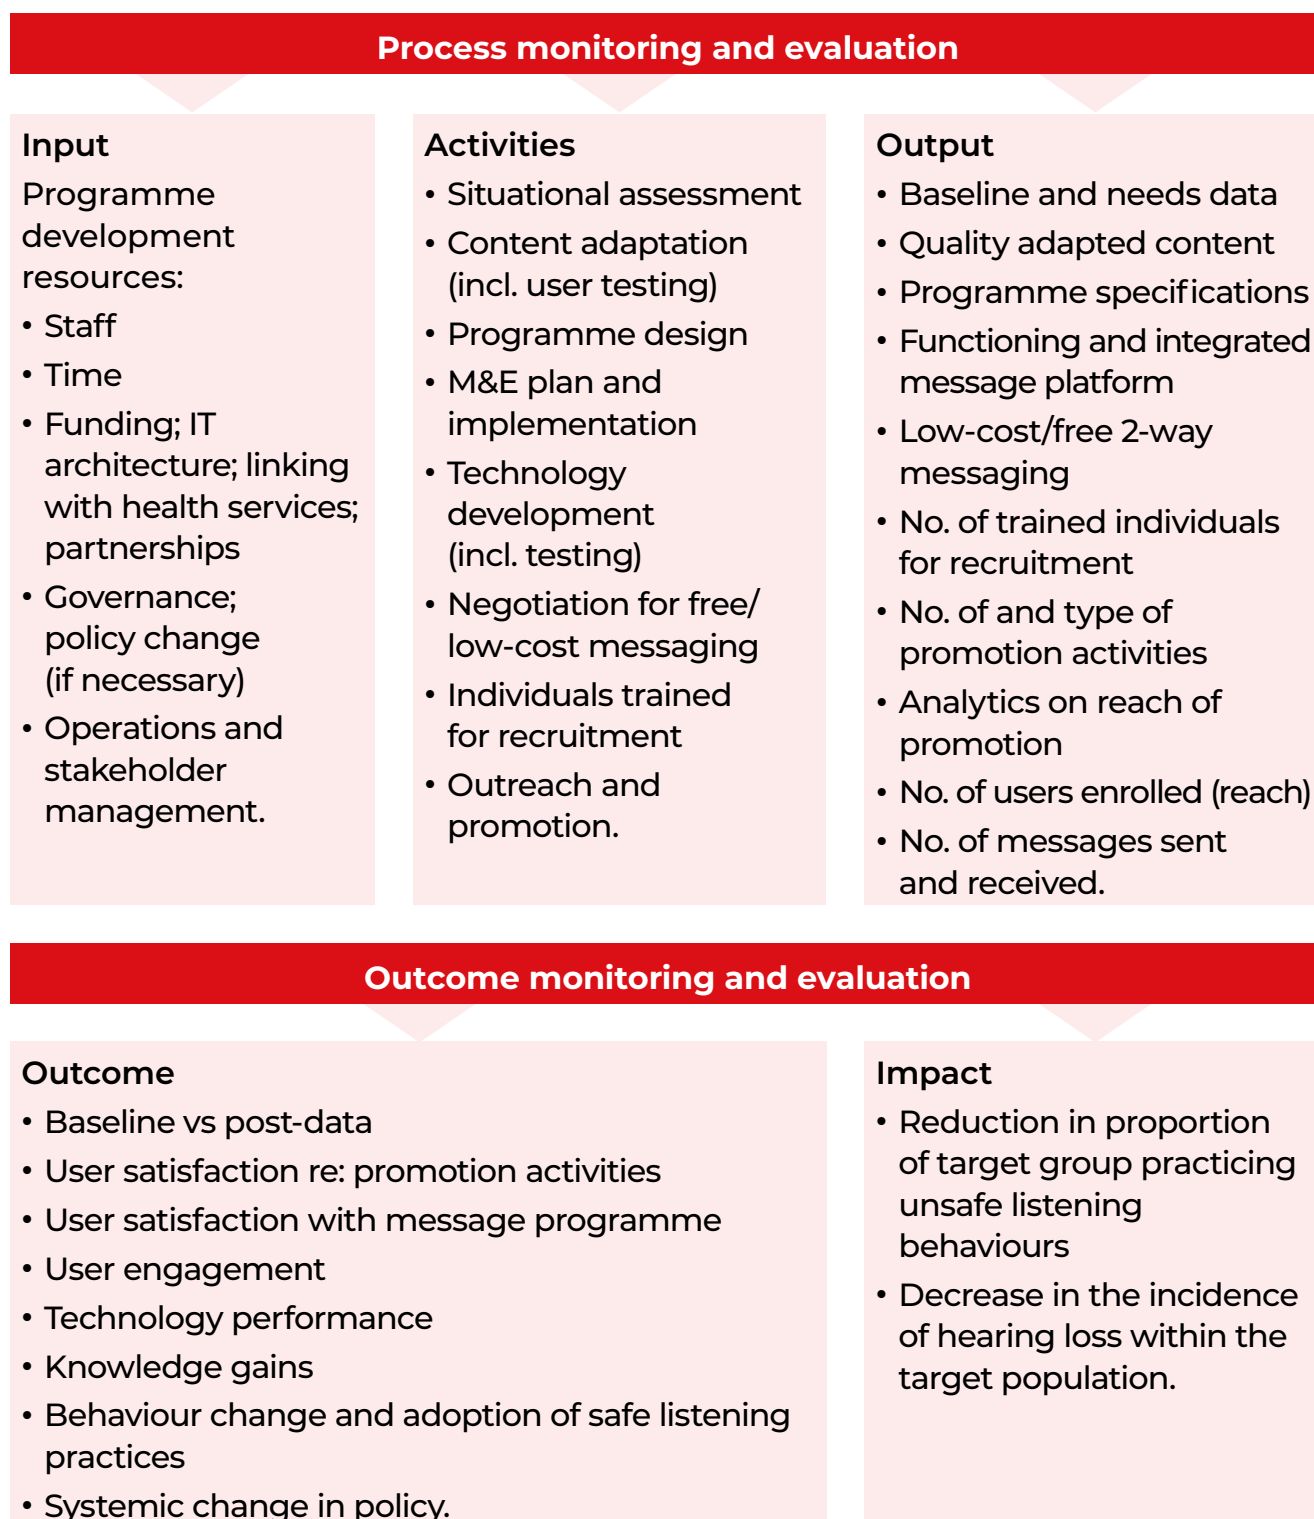 Process monitoring and evaluation
Input
Programme
development
resources:
• Staff
• Time
• Funding; IT
architecture; linking
with health services;
partnerships
• Governance;
policy change
(if necessary)
• Operations and
stakeholder
management.
Activities
• Situational assessment
• Content adaptation
(incl. user testing)
• Programme design
• M&E plan and
implementation
• Technology
development
(incl. testing)
• Negotiation for free/
low-cost messaging
• Individuals trained
for recruitment
• Outreach and
promotion.
Output
• Baseline and needs data
• Quality adapted content
• Programme specifications
• Functioning and integrated
message platform
• Low-cost/free 2-way
messaging
• No. of trained individuals
for recruitment
• No. of and type of
promotion activities
• Analytics on reach of
promotion
• No. of users enrolled (reach)
• No. of messages sent
and received.
Outcome monitoring and evaluation
Outcome
• Baseline vs post-data
• User satisfaction re: promotion activities
• User satisfaction with message programme
• User engagement
• Technology performance
• Knowledge gains
• Behaviour change and adoption of safe listening
practices
• Systemic change in policy.
Impact
• Reduction in proportion
of target group practicing
unsafe listening
behaviours
• Decrease in the incidence
of hearing loss within the
target population.